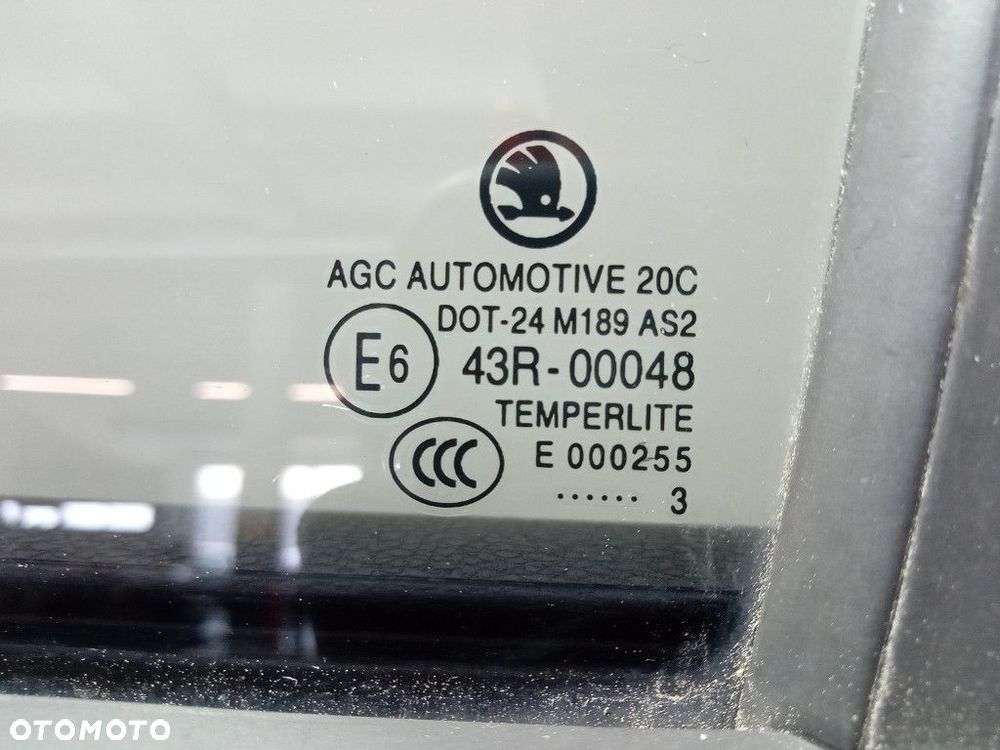 AGC AUTOMOTIVE 20C
DOT-24 M189 AS2
E6 43R-00048
TEMPERLITE
CCC E 000255
...... 3
OTOMOTO